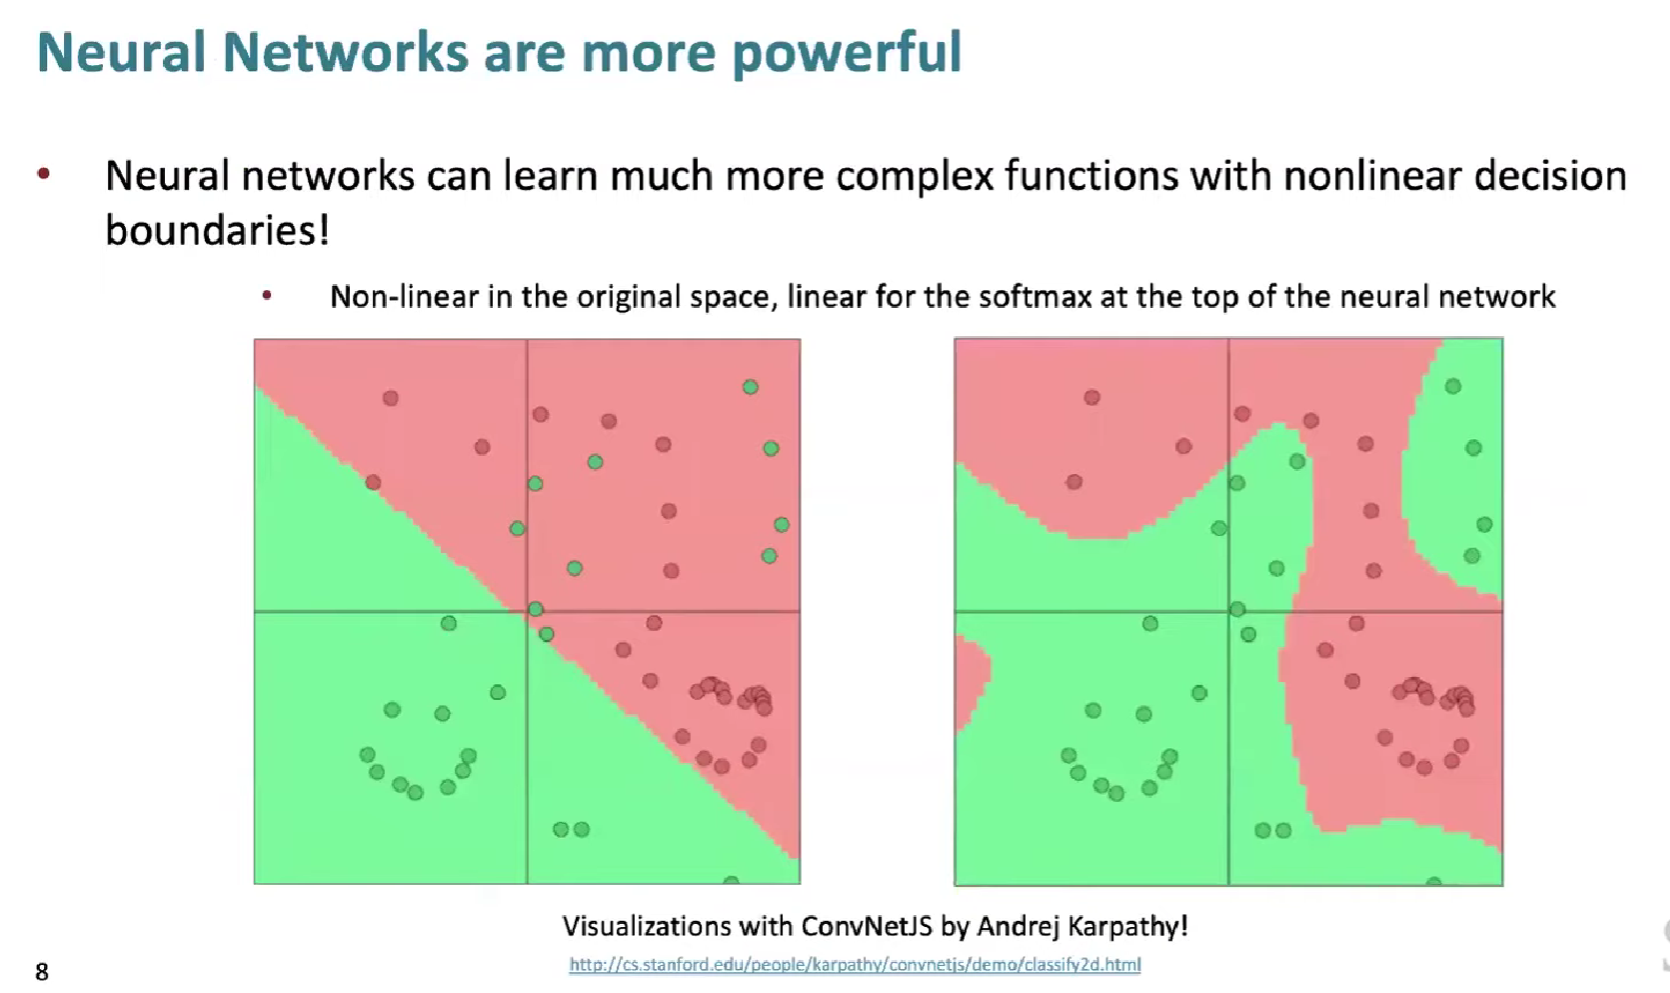 Neural Networks are more powerful
• Neural networks can learn much more complex functions with nonlinear decision
boundaries!
• Non-linear in the original space, linear for the softmax at the top of the neural network
Visualizations with ConvNetJS by Andrej Karpathy!
http://cs.stanford.edu/people/karpathy/convnetjs/demo/classify2d.html
8